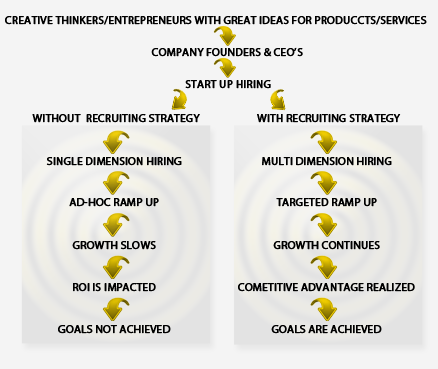 CREATIVE THINKERS/ENTREPRENEURS WITH GREAT IDEAS FOR PRODUCCTS/SERVICES
COMPANY FOUNDERS & CEO'S
START UP HIRING
WITHOUT RECRUITING STRATEGY
SINGLE DIMENSION HIRING
AD-HOC RAMP UP
GROWTH SLOWS
ROI IS IMPACTED
GOALS NOT ACHIEVED
WITH RECRUITING STRATEGY
MULTI DIMENSION HIRING
TARGETED RAMP UP
GROWTH CONTINUES
COMETITIVE ADVANTAGE REALIZED
GOALS ARE ACHIEVED